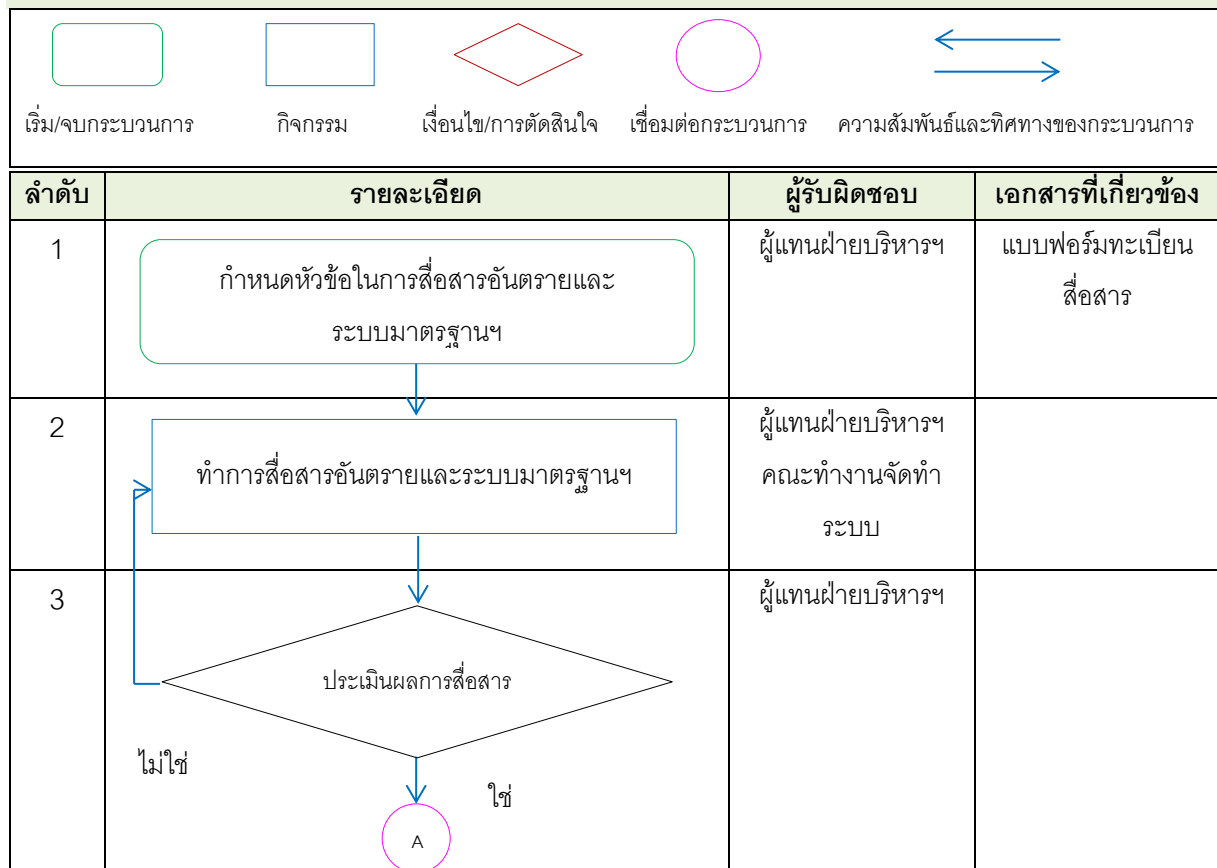 เริ่ม/จบกระบวนการ กิจกรรม เงื่อนไข/การตัดสินใจ เชื่อมต่อกระบวนการ ความสัมพันธ์และทิศทางของกระบวนการ
ลำดับ รายละเอียด ผู้รับผิดชอบ เอกสารที่เกี่ยวข้อง
1
กำหนดหัวข้อในการสื่อสารอันตรายและ
ระบบมาตรฐานฯ
ผู้แทนฝ่ายบริหารฯ
แบบฟอร์มทะเบียน
สื่อสาร
2
ทำการสื่อสารอันตรายและระบบมาตรฐานฯ
ผู้แทนฝ่ายบริหารฯ
คณะทำงานจัดทำ
ระบบ
3
ประเมินผลการสื่อสาร
ผู้แทนฝ่ายบริหารฯ
ไม่ใช่
ใช่
A